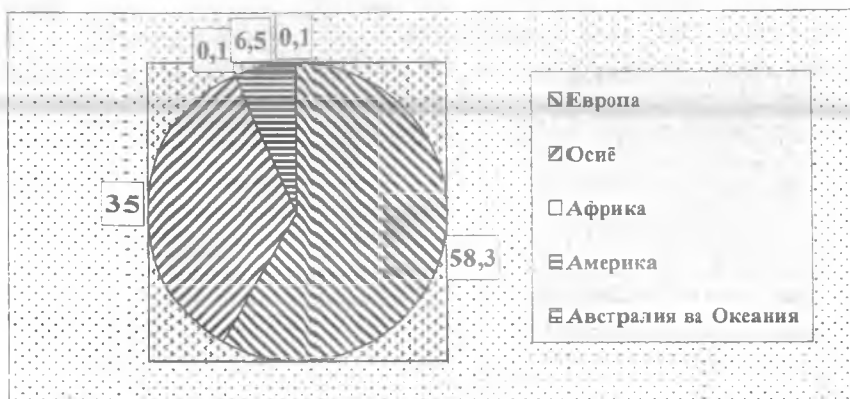 0,1 6,5 0,1
35
58,3
Европа
Осиё
Африка
Америка
Австралия ва Океания